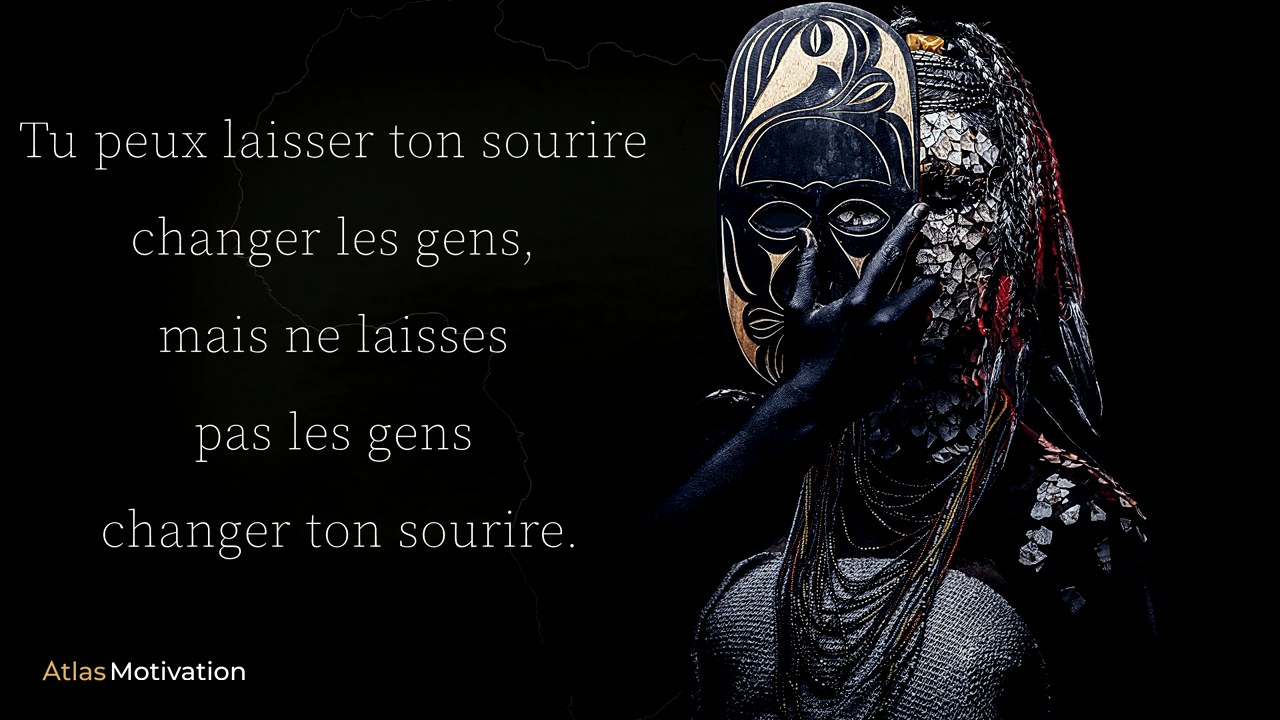 Tu peux laisser ton sourire
changer les gens,
mais ne laisses
pas les gens
changer ton sourire.
Atlas Motivation